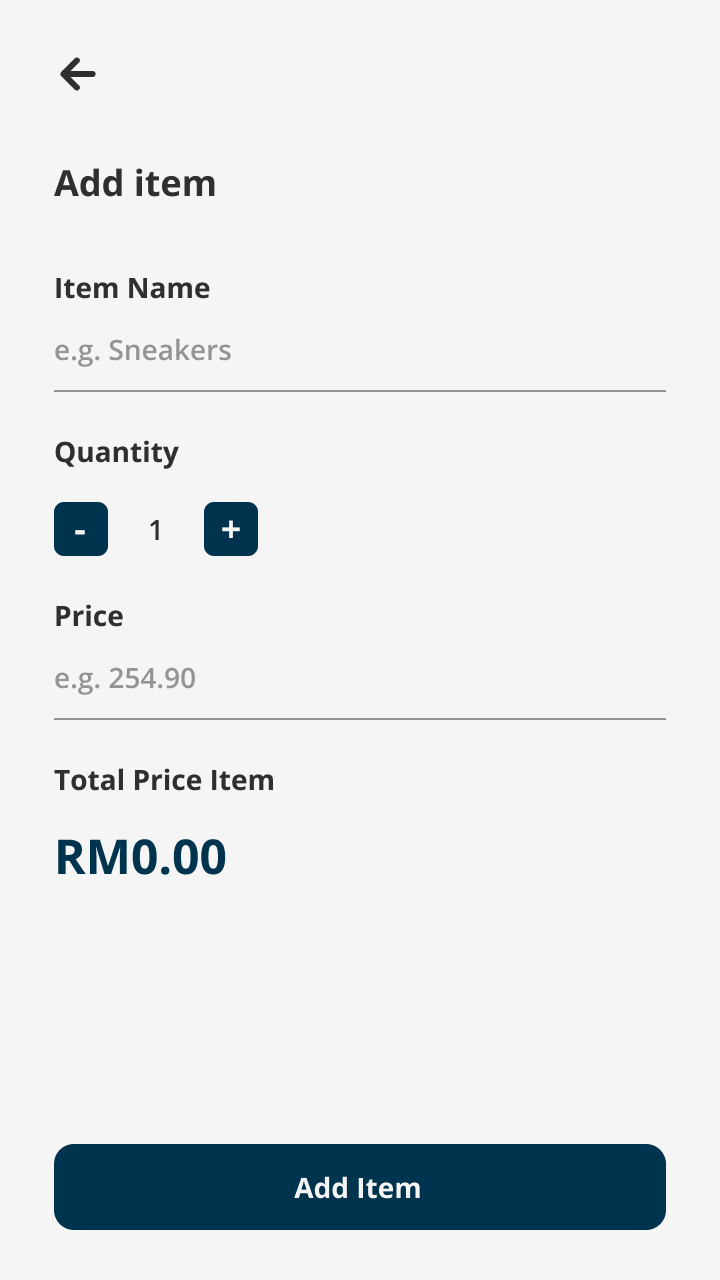 Add item
Item Name
e.g. Sneakers
Quantity
- 1 +
Price
e.g. 254.90
Total Price Item
RM0.00
Add Item